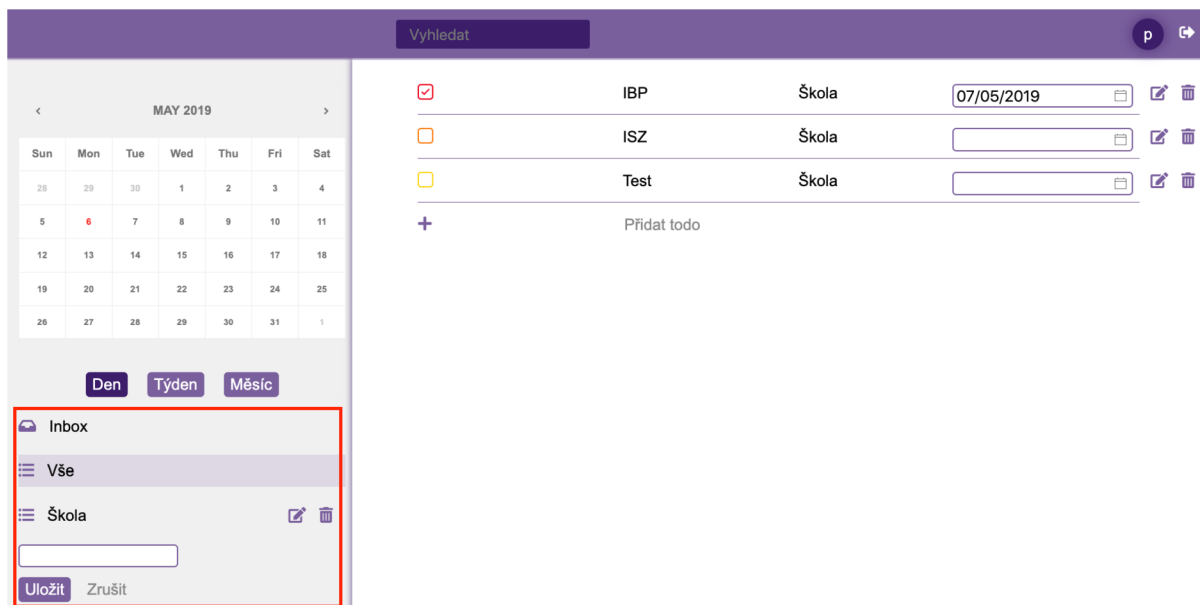 Vyhledat
p
MAY 2019
Sun Mon Tue Wed Thu Fri Sat
28 29 30 1 2 3 4
5 6 7 8 9 10 11
12 13 14 15 16 17 18
19 20 21 22 23 24 25
26 27 28 29 30 31 1
Den Týden Měsíc
Inbox
Vše
Škola
Uložit Zrušit
IBP Škola 07/05/2019
ISZ Škola
Test Škola
Přidat todo